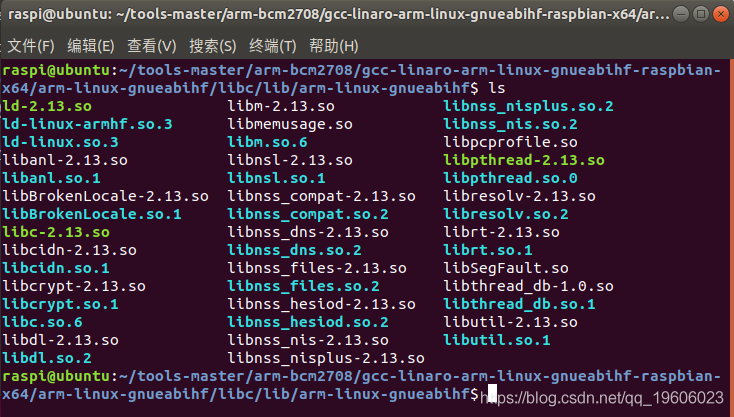 raspi@ubuntu: ~/tools-master/arm-bcm2708/gcc-linaro-arm-linux-gnueabihf-raspbian-x64/ar...
文件(F) 编辑(E) 查看(V) 搜索(S) 终端(T) 帮助(H)
raspi@ubuntu:~/tools-master/arm-bcm2708/gcc-linaro-arm-linux-gnueabihf-raspbian-
x64/arm-linux-gnueabihf/libc/lib/arm-linux-gnueabihf$ ls
ld-2.13.so libm-2.13.so libnss_nisplus.so.2
ld-linux-armhf.so.3 libmemusage.so libnss_nis.so.2
ld-linux.so.3 libm.so.6 libpcprofile.so
libanl-2.13.so libnsl-2.13.so libpthread-2.13.so
libanl.so.1 libnsl.so.1 libpthread.so.0
libBrokenLocale-2.13.so libnss_compat-2.13.so libresolv-2.13.so
libBrokenLocale.so.1 libnss_compat.so.2 libresolv.so.2
libc-2.13.so libnss_dns-2.13.so librt-2.13.so
libcidn-2.13.so libnss_dns.so.2 librt.so.1
libcidn.so.1 libnss_files-2.13.so libSegFault.so
libcrypt-2.13.so libnss_files.so.2 libthread_db-1.0.so
libcrypt.so.1 libnss_hesiod-2.13.so libthread_db.so.1
libc.so.6 libnss_hesiod.so.2 libutil-2.13.so
libdl-2.13.so libnss_nis-2.13.so libutil.so.1
libdl.so.2 libnss_nisplus-2.13.so
raspi@ubuntu:~/tools-master/arm-bcm2708/gcc-linaro-arm-linux-gnueabihf-raspbian-
x64/arm-linux-gnueabihf/libc/lib/arm-linux-gnueabihf$
https://blog.csdn.net/qq_19606023